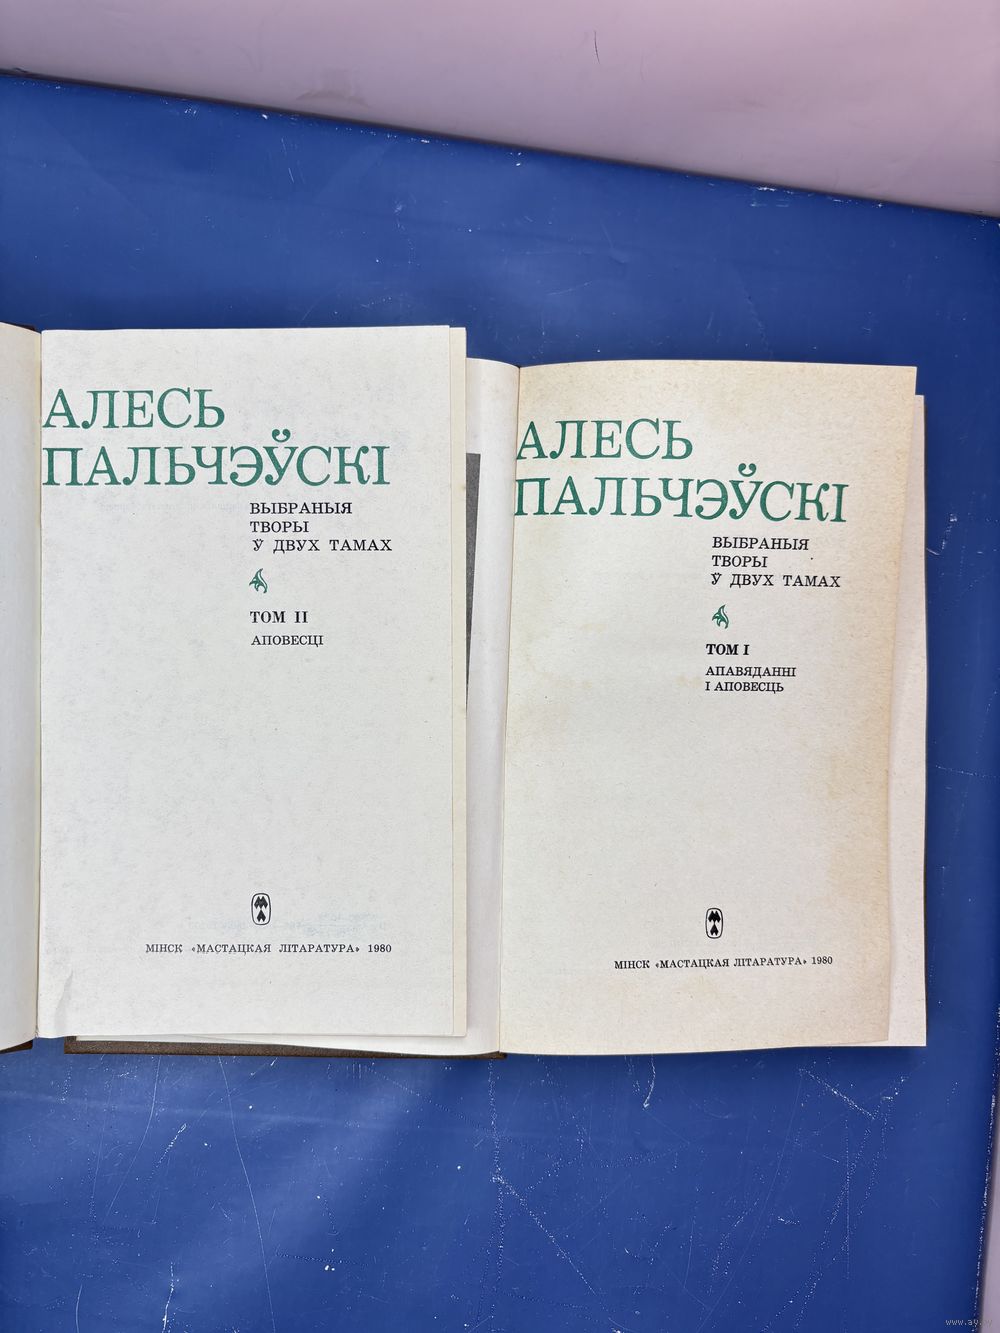 АЛЕСЬ
ПАЛЬЧЭЎСКІ
ВЫБРАНЫЯ
ТВОРЫ
Ў ДВУХ ТАМАХ
ТОМ II
АПОВЕСЦІ
МІНСК «МАСТАЦКАЯ ЛІТАРАТУРА» 1980
АЛЕСЬ
ПАЛЬЧЭЎСКІ
ВЫБРАНЫЯ
ТВОРЫ
Ў ДВУХ ТАМАХ
ТОМ I
АПАВЯДАННІ
І АПОВЕСЦЬ
МІНСК «МАСТАЦКАЯ ЛІТАРАТУРА» 1980